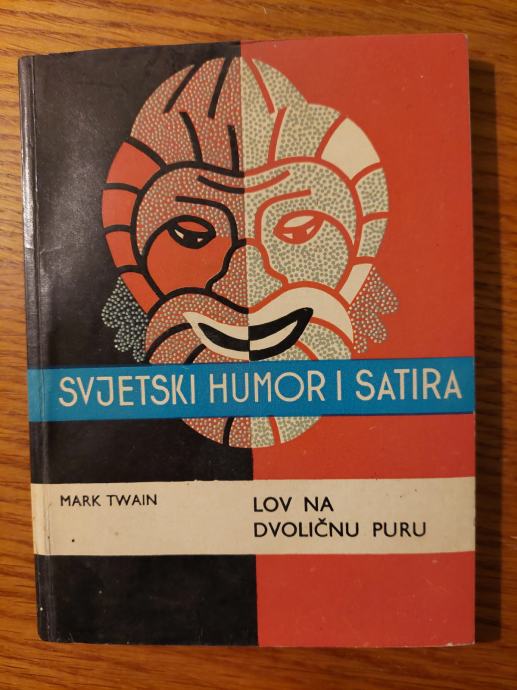 SVJETSKI HUMOR I SATIRA
MARK TWAIN
LOV NA
DVOLIČNU PURU